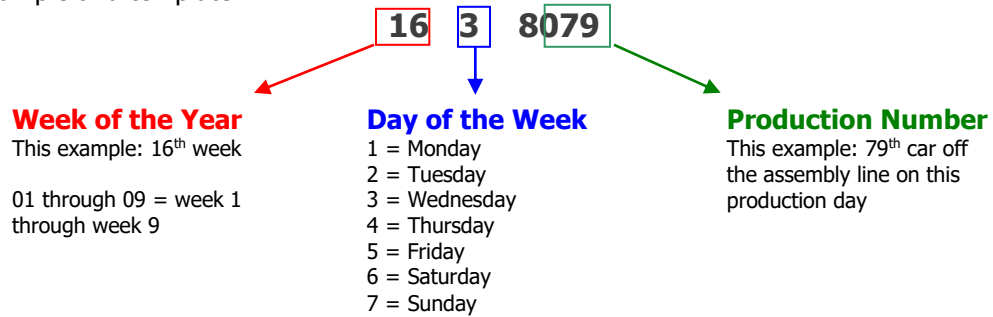 16 3 8079
Week of the Year
This example: 16th week
01 through 09 = week 1
through week 9
Day of the Week
1 = Monday
2 = Tuesday
3 = Wednesday
4 = Thursday
5 = Friday
6 = Saturday
7 = Sunday
Production Number
This example: 79th car off
the assembly line on this
production day